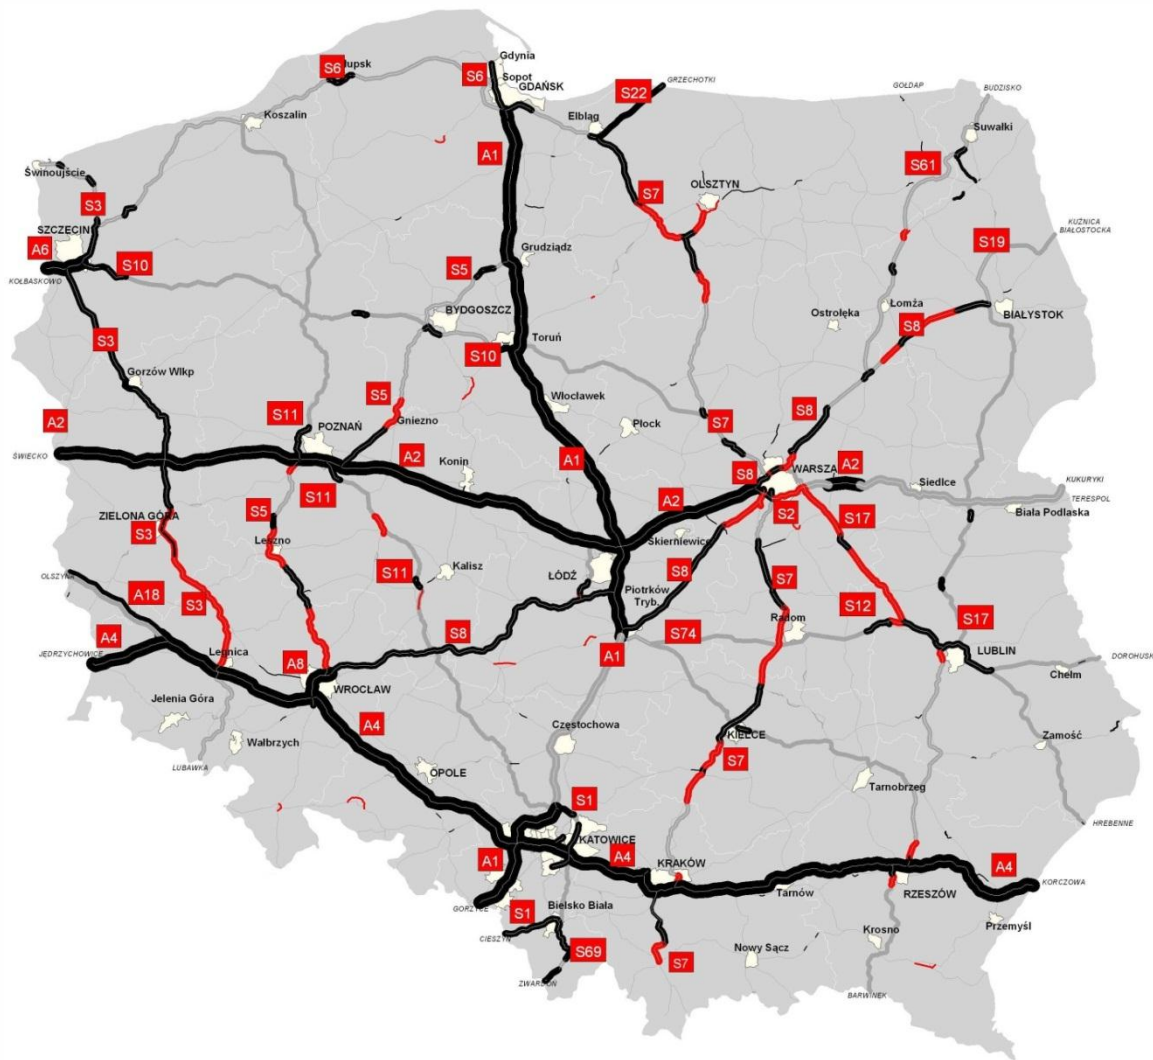 Gdynia
S6
łupsk
S6
Sopot
GDAŃSK
S22
GRZECHOTKI
GOŁDAP
BUDZISKO
Koszalin
Elbląg
Suwałki
A1
S61
Świnoujście
S7
OLSZTYN
S3
SZCZECIN
KUŹNICA
BIAŁOSTOCKA
A6
S19
KOŁBASKOWO
S10
S5
Grudziądz
BYDGOSZCZ
Ostrołęka
Łomża
BIAŁYSTOK
S8
S3
S10
Toruń
Gorzów Wlkp
S5
Włocławek
A2
S11
POZNAŃ
Gniezno
Płock
S7
S8
ŚWIECKO
A2
Konin
A1
S8
WARSZA
A2
KUKURYKI
TERESPOL
Siedlce
S11
A2
Biała Podlaska
ZIELONA GÓRA
S5
S2
S17
S3
Leszno
Skierniewice
OLSZYNA
S11
Kalisz
ŁÓDŹ
S8
S7
A18
S3
Piotrków
Tryb.
S12
Radom
A4
S8
S74
S17
JĘDRZYCHOWICE
Legnica
A8
A1
LUBLIN
DOROHUSK
WROCŁAW
Chełm
Jelenia Góra
A4
Częstochowa
KIELCE
Zamość
Wałbrzych
S7
LUBAWKA
OPOLE
Tarnobrzeg
S1
HREBENNE
KATOWICE
A1
A4
KRAKÓW
A4
RZESZÓW
KORCZOWA
Tarnów
GORZYCE
S1
Bielsko Biała
Przemyśl
CIESZYN
Krosno
S69
S7
Nowy Sącz
ZWARDOŃ
BARWINEK